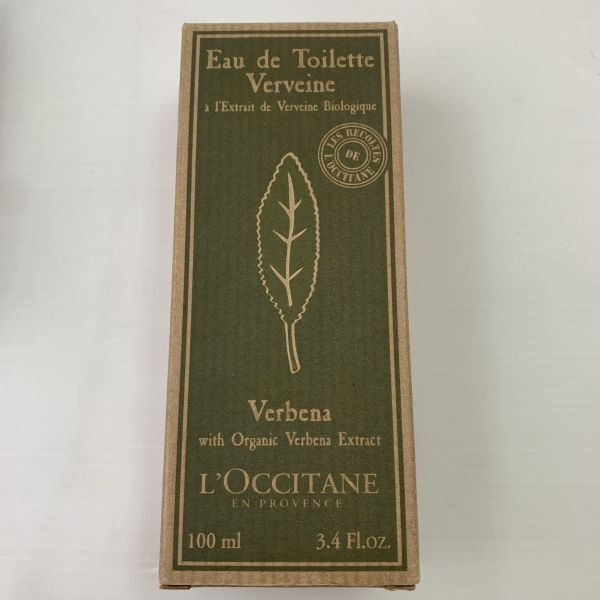 Eau de Toilette
Verveine
à l'Extrait de Verveine Biologique
LES RECOLTES
DE
L'OCCITANE
Verbena
with Organic Verbena Extract
L'OCCITANE
EN PROVENCE
100 ml 3.4 Fl.oz.